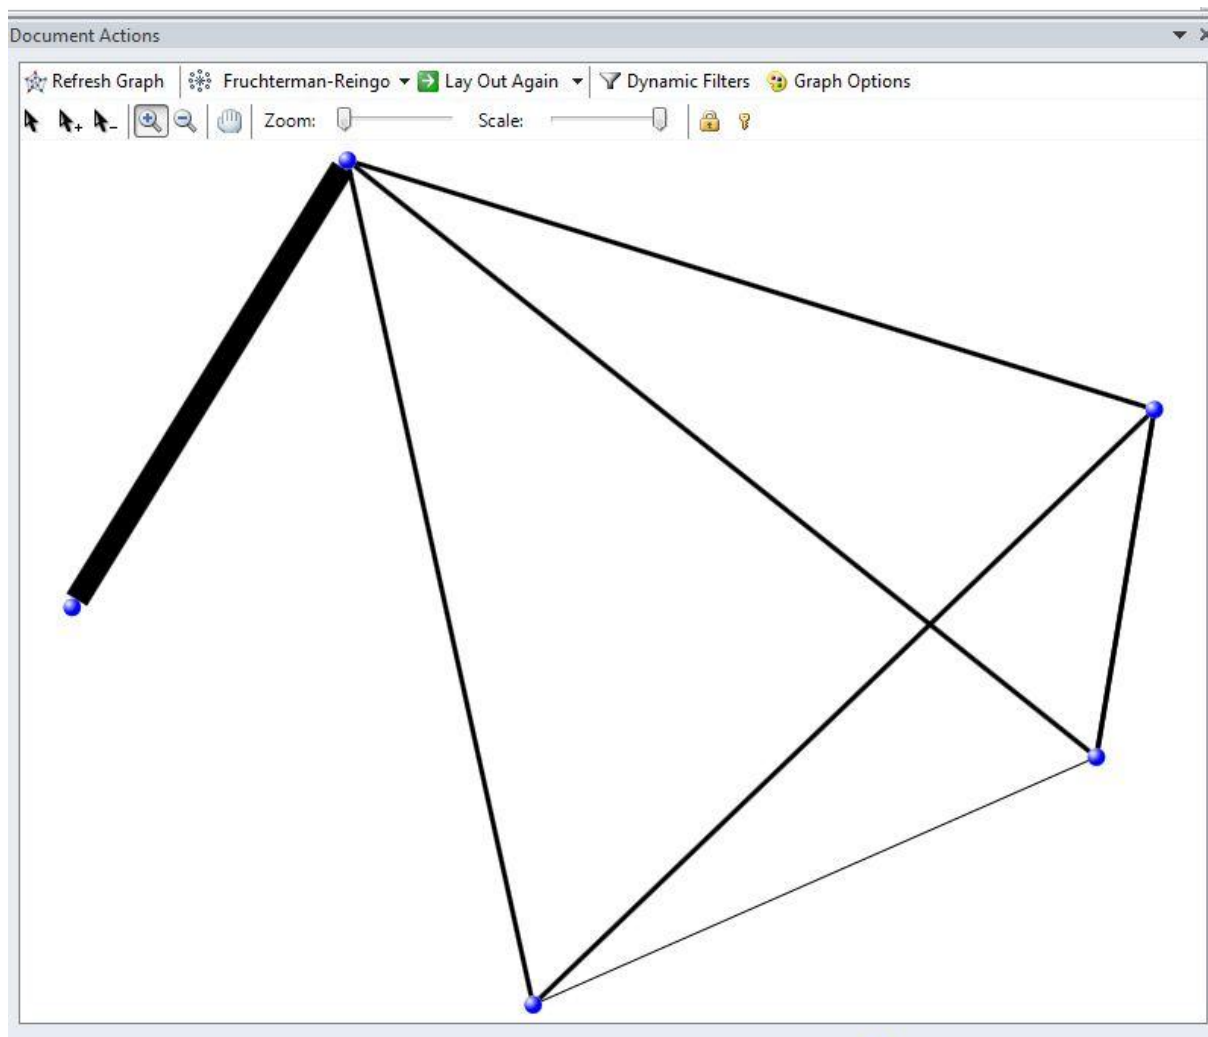 Document Actions
Refresh Graph Fruchterman-Reingo Lay Out Again Dynamic Filters Graph Options
Zoom: Scale: